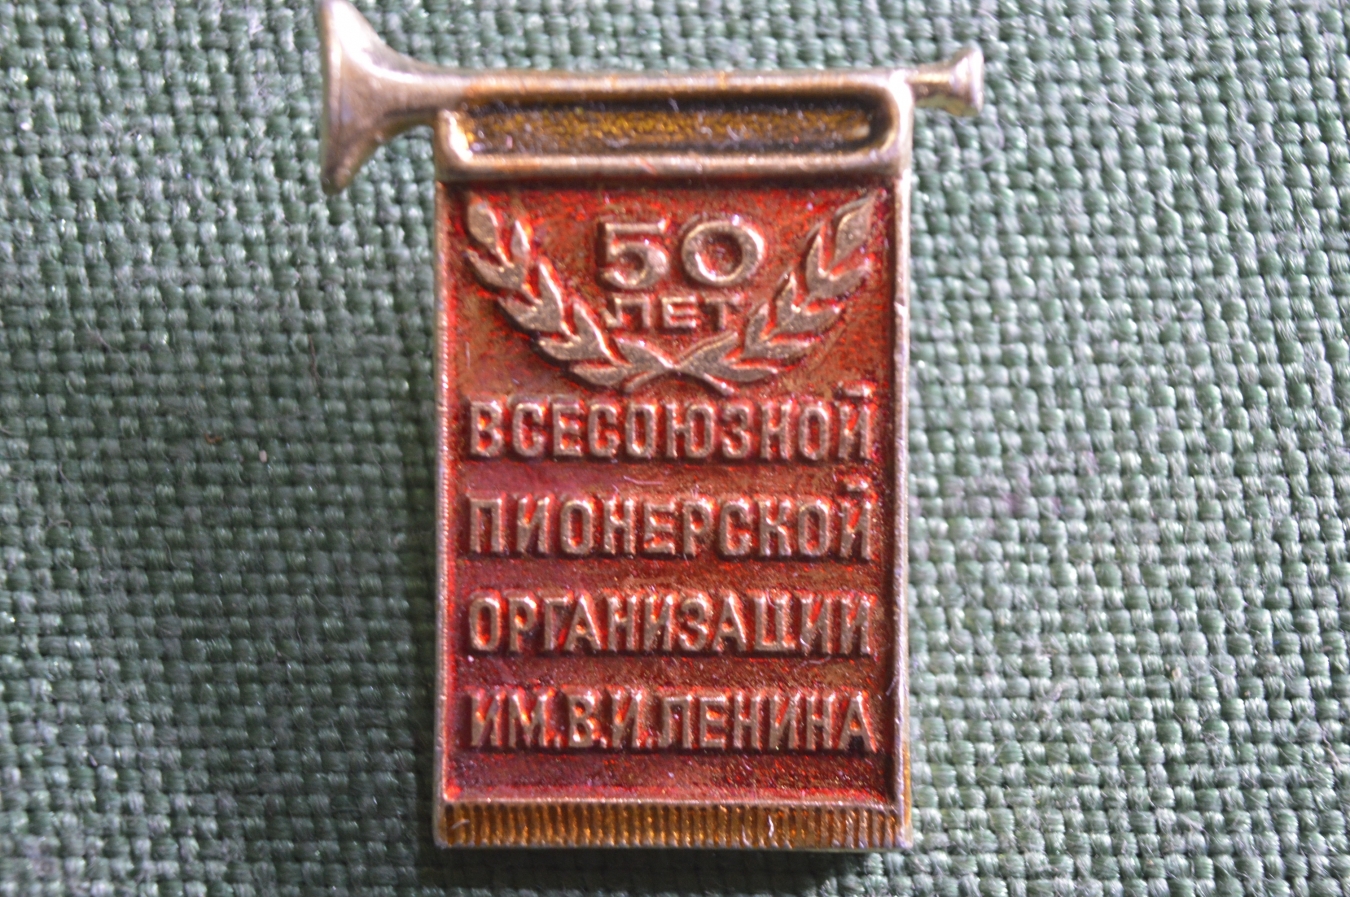 50
ЛЕТ
ВСЕСОЮЗНОЙ
ПИОНЕРСКОЙ
ОРГАНИЗАЦИИ
ИМ.В.И.ЛЕНИНА